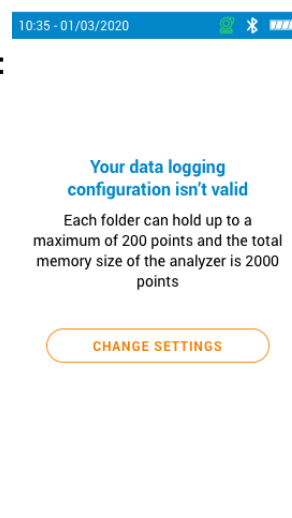 10:35 - 01/03/2020
:
Your data logging
configuration isn't valid
Each folder can hold up to a
maximum of 200 points and the total
memory size of the analyzer is 2000
points
CHANGE SETTINGS